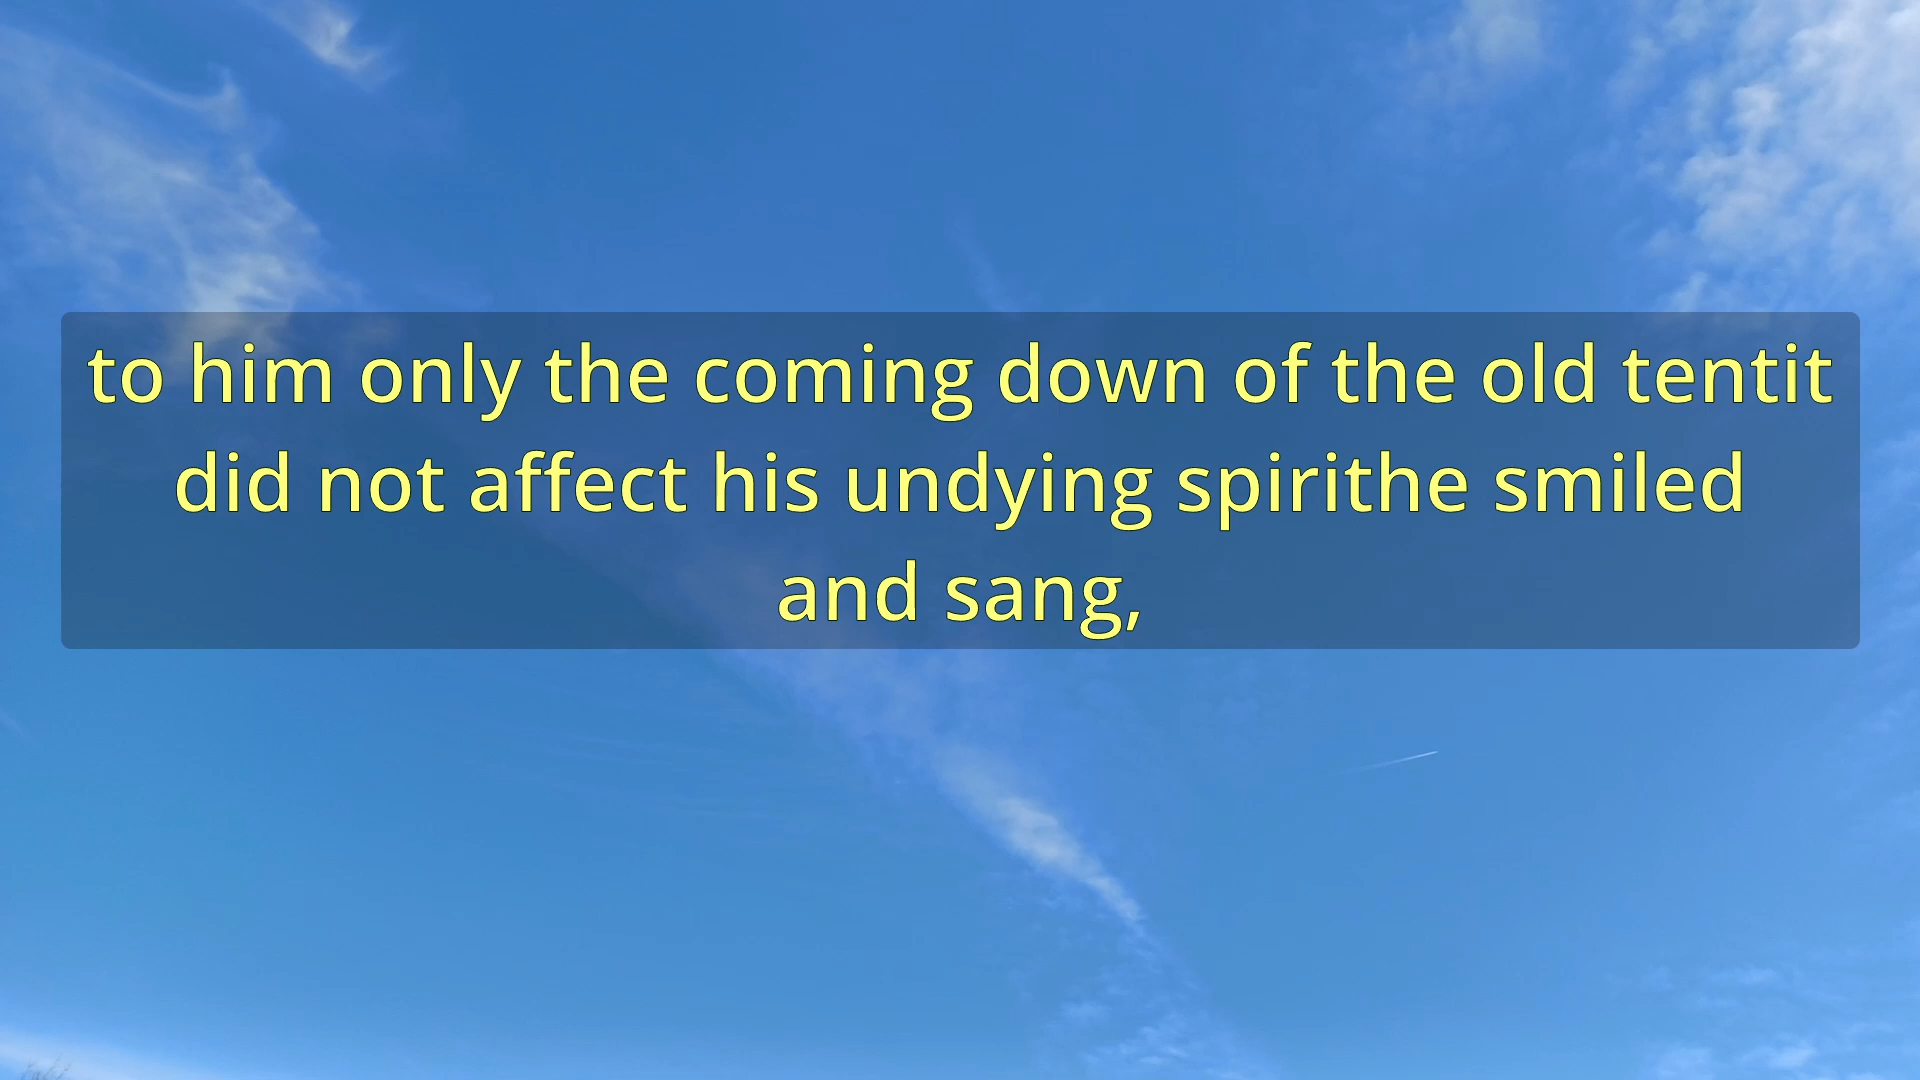 to him only the coming down of the old tentit
did not affect his undying spirithe smiled
and sang,